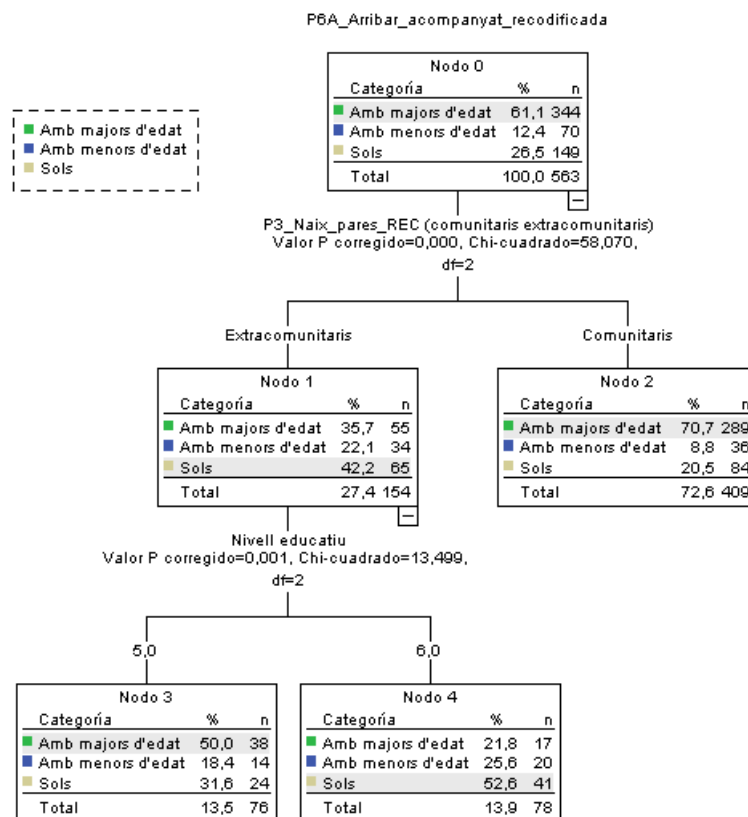 P6A_Arribar_acompanyat_recodificada
Amb majors d'edat
Amb menors d'edat
Sols
Nodo 0
Categoría % n
Amb majors d'edat 61,1 344
Amb menors d'edat 12,4 70
Sols 26,5 149
Total 100,0 563
P3_Naix_pares_REC (comunitaris extracomunitaris)
Valor P corregido=0,000, Chi-cuadrado=58,070,
df=2
Extracomunitaris
Comunitaris
Nodo 1
Categoría % n
Amb majors d'edat 35,7 55
Amb menors d'edat 22,1 34
Sols 42,2 65
Total 27,4 154
Nodo 2
Categoría % n
Amb majors d'edat 70,7 289
Amb menors d'edat 8,8 36
Sols 20,5 84
Total 72,6 409
Nivell educatiu
Valor P corregido=0,001, Chi-cuadrado=13,499,
df=2
5,0
6,0
Nodo 3
Categoría % n
Amb majors d'edat 50,0 38
Amb menors d'edat 18,4 14
Sols 31,6 24
Total 13,5 76
Nodo 4
Categoría % n
Amb majors d'edat 21,8 17
Amb menors d'edat 25,6 20
Sols 52,6 41
Total 13,9 78